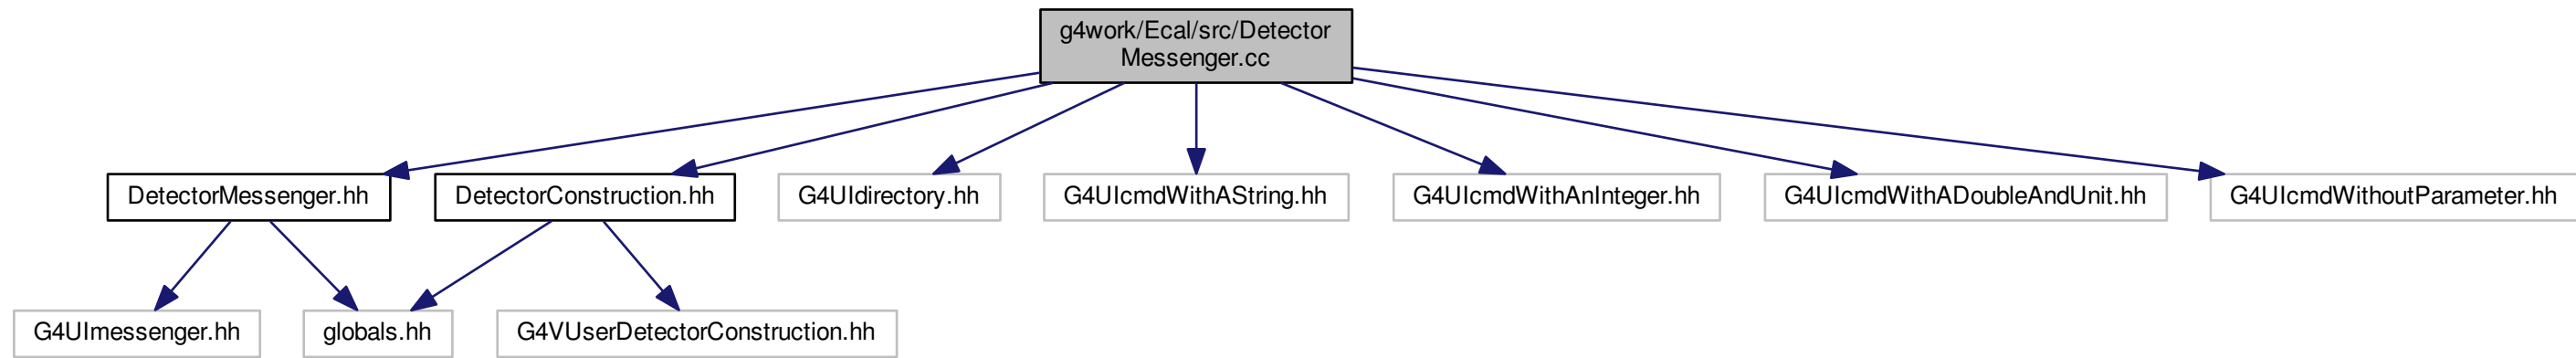 g4work/Ecal/src/Detector
Messenger.cc
DetectorMessenger.hh
DetectorConstruction.hh
G4UIdirectory.hh
G4UIcmdWithAString.hh
G4UIcmdWithAnInteger.hh
G4UIcmdWithADoubleAndUnit.hh
G4UIcmdWithoutParameter.hh
G4UImessenger.hh
globals.hh
G4VUserDetectorConstruction.hh